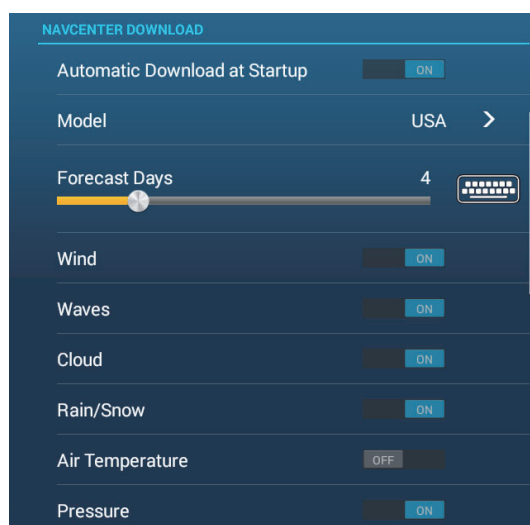 NAVCENTER DOWNLOAD
Automatic Download at Startup ON
Model USA
Forecast Days 4
Wind ON
Waves ON
Cloud ON
Rain/Snow ON
Air Temperature OFF
Pressure ON